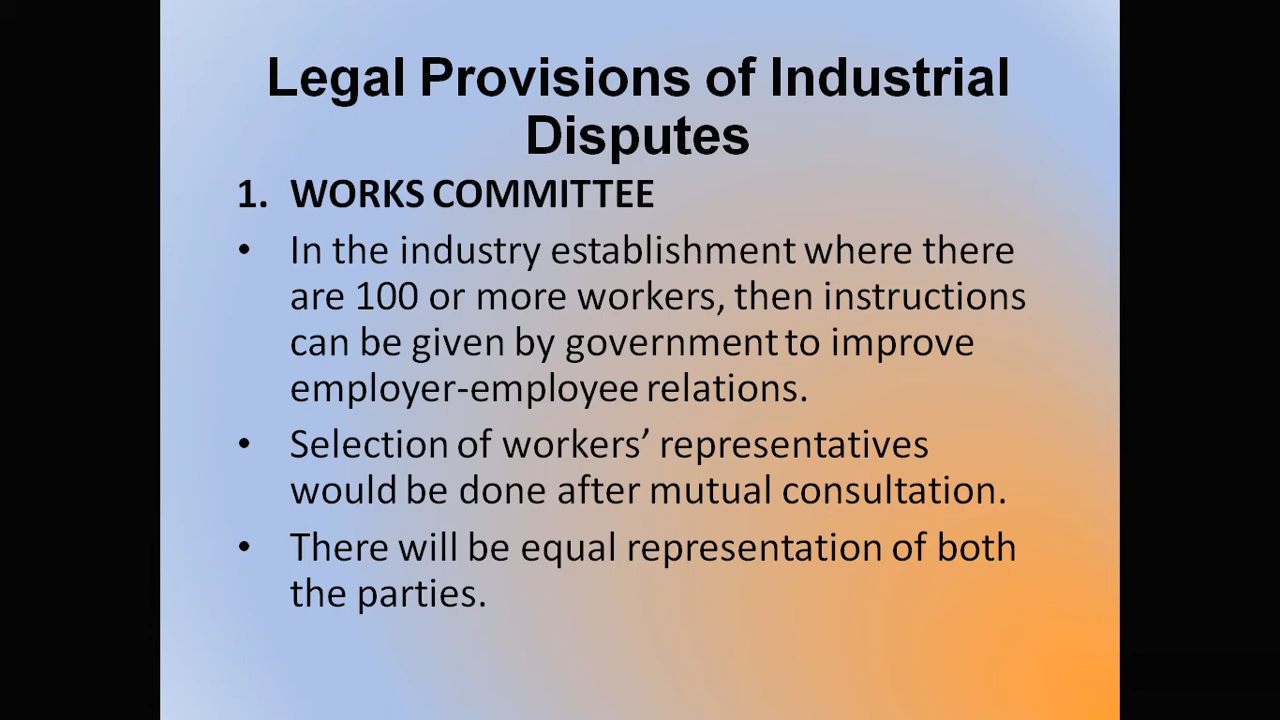 Legal Provisions of Industrial
Disputes
1. WORKS COMMITTEE
• In the industry establishment where there
are 100 or more workers, then instructions
can be given by government to improve
employer-employee relations.
• Selection of workers’ representatives
would be done after mutual consultation.
• There will be equal representation of both
the parties.